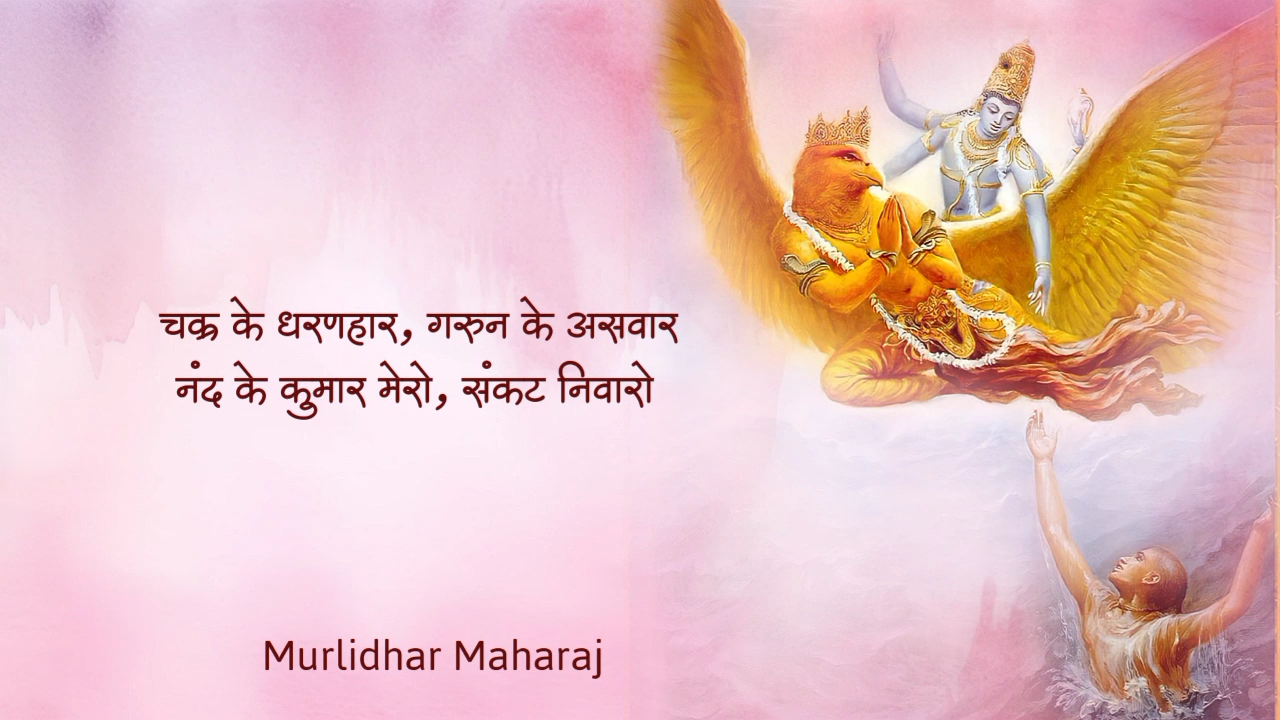 चक्र के धरणहार, गरुन के असवार
नंद के कुमार मेरो, संकट निवारो
Murlidhar Maharaj